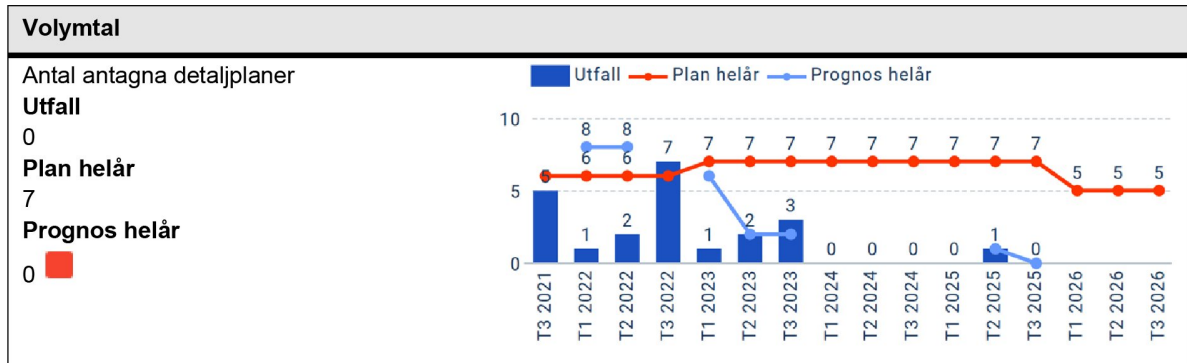 Volymtal
Antal antagna detaljplaner
Utfall
0
Plan helår
7
Prognos helår
0
Utfall Plan helår Prognos helår
10
5
0
8 8
6 6
7
7 7 7 7 7 7 7 7 7
5 5 5
5
1
2
1
2
3
0 0 0 0
1
0
T3 2021
T1 2022
T2 2022
T3 2022
T1 2023
T2 2023
T3 2023
T1 2024
T2 2024
T3 2024
T1 2025
T2 2025
T3 2025
T1 2026
T2 2026
T3 2026